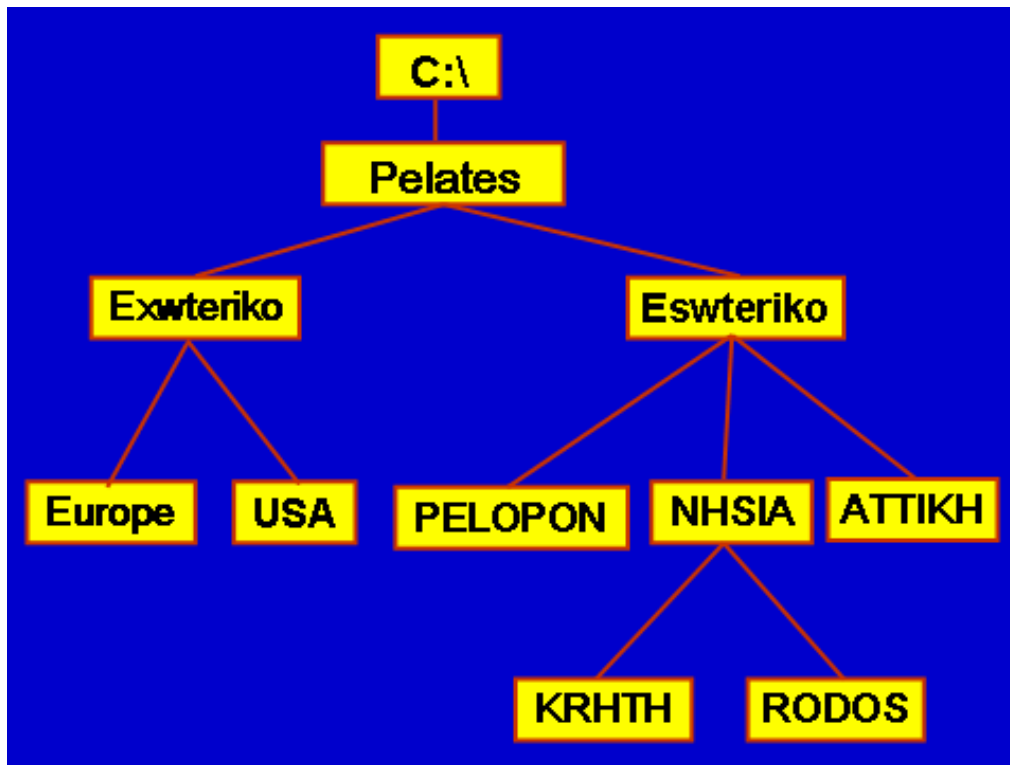 C:\
Pelates
Exwteriko
Eswteriko
Europe
USA
PELOPON
NHSIA
ATTIKH
KRHTH
RODOS